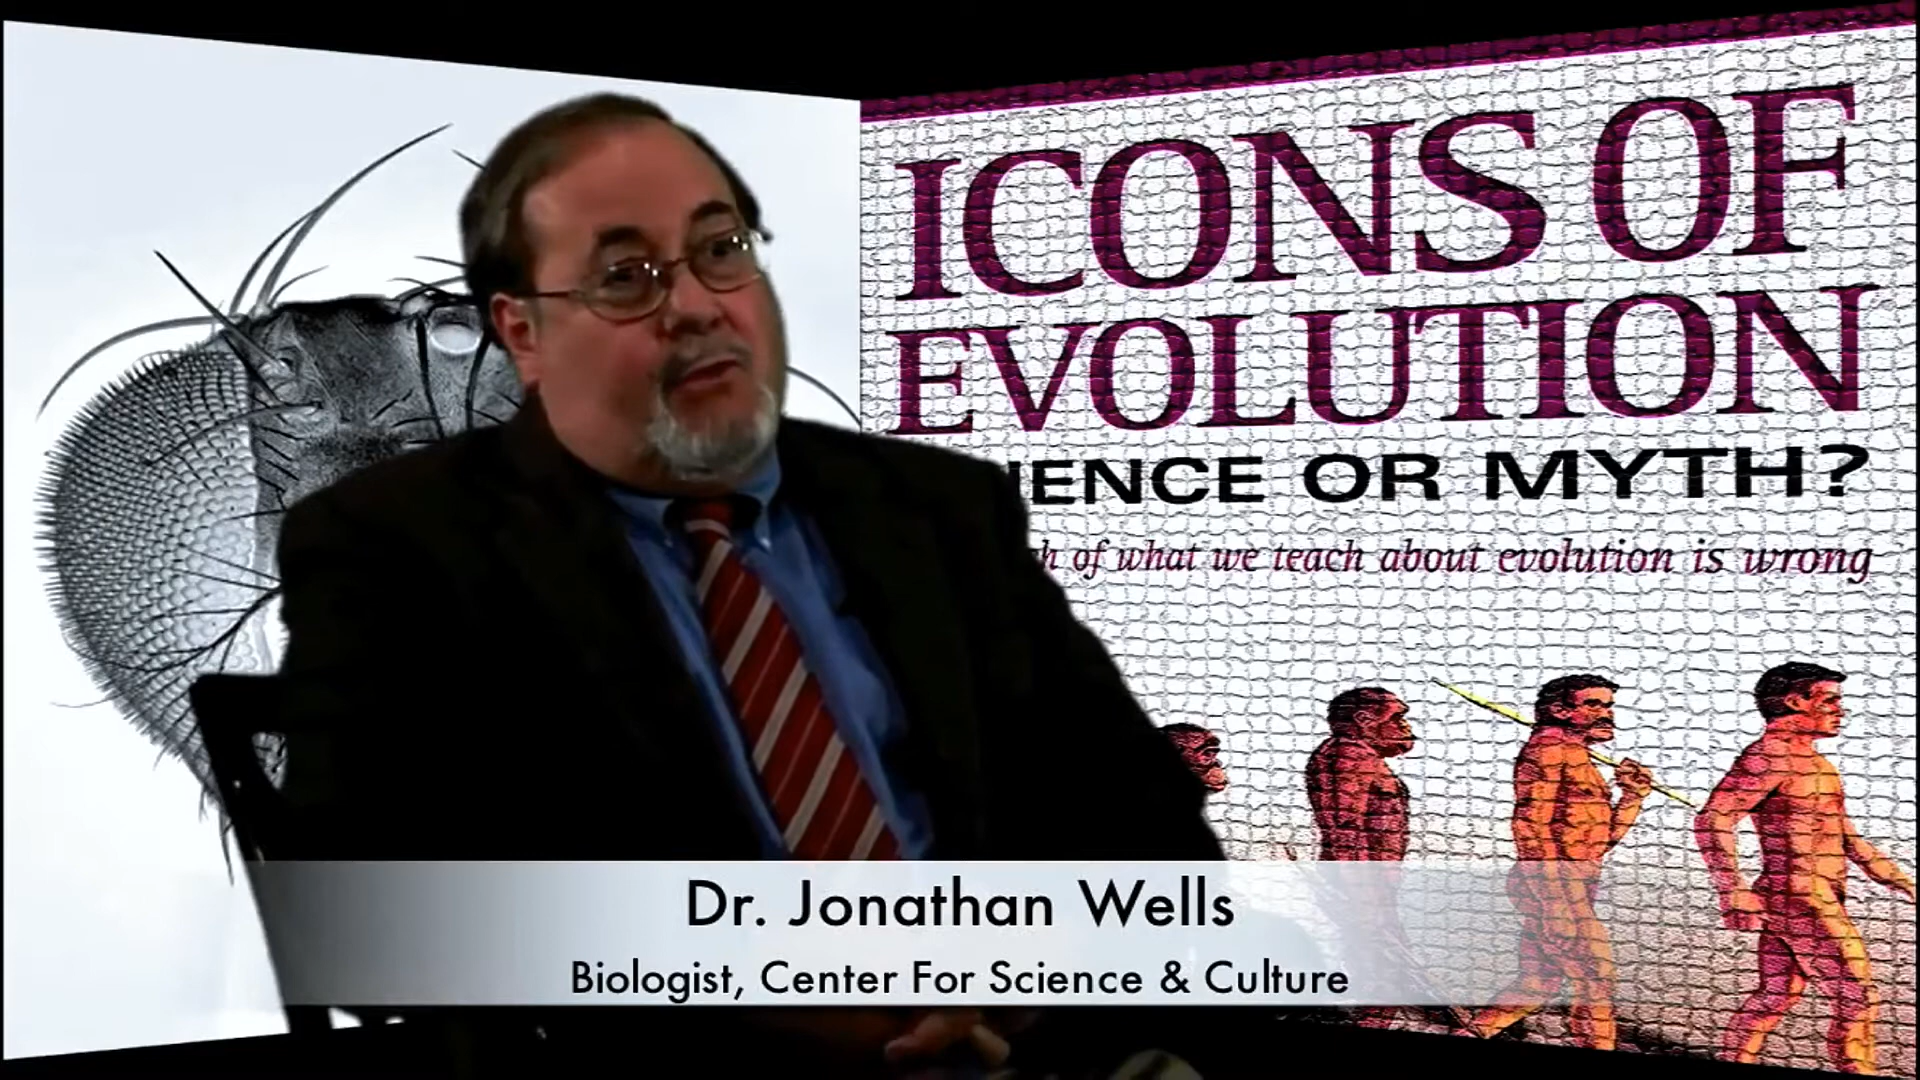 ICONS OF
EVOLUTION
IENCE OR MYTH?
h of what we teach about evolution is wrong
Dr. Jonathan Wells
Biologist, Center For Science & Culture